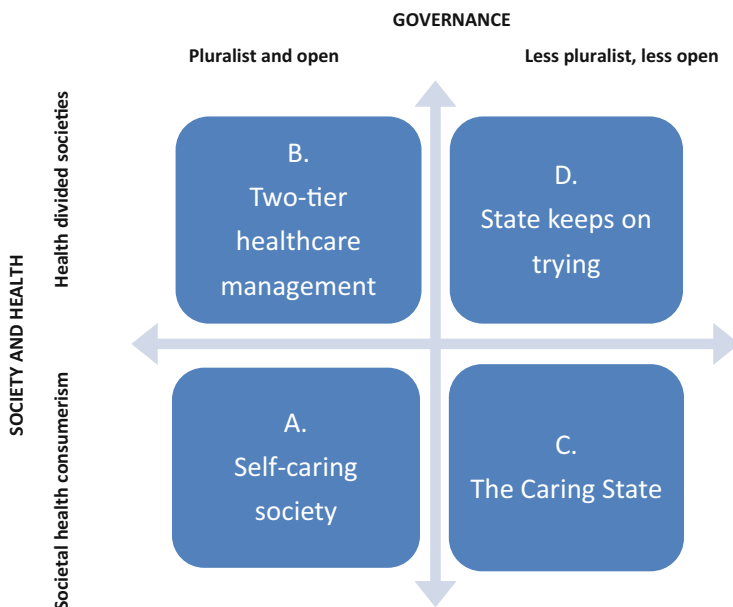 GOVERNANCE
Pluralist and open
Less pluralist, less open
SOCIETY AND HEALTH
Health divided societies
B.
Two-tier
healthcare
management
D.
State keeps on
trying
Societal health consumerism
A.
Self-caring
society
C.
The Caring State